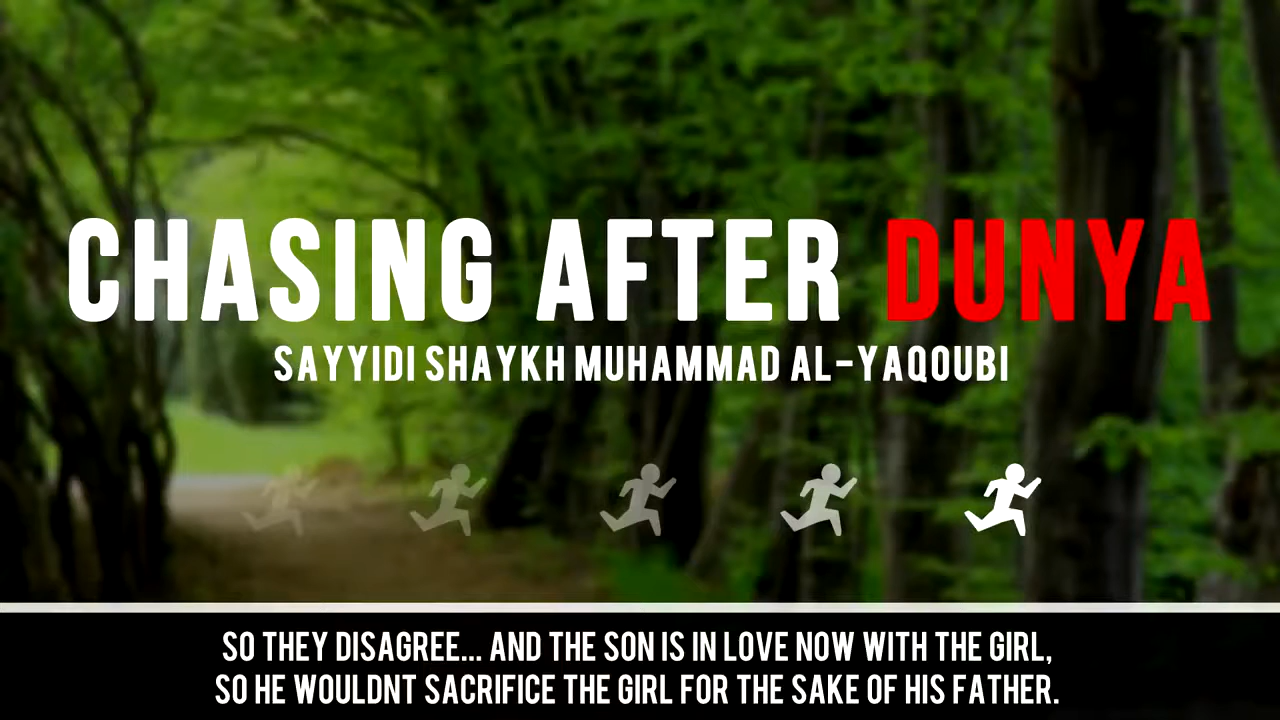 CHASING AFTER DUNYA
SAYYIDI SHAYKH MUHAMMAD AL-YAQOUBI
SO THEY DISAGREE... AND THE SON IS IN LOVE NOW WITH THE GIRL,
SO HE WOULDNT SACRIFICE THE GIRL FOR THE SAKE OF HIS FATHER.